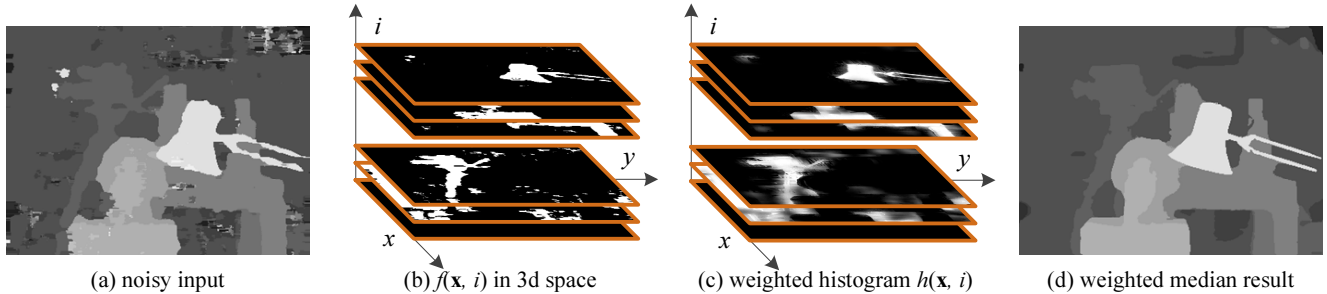 i
i
y
y
x
x
(a) noisy input
(b) f(x, i) in 3d space
(c) weighted histogram h(x, i)
(d) weighted median result